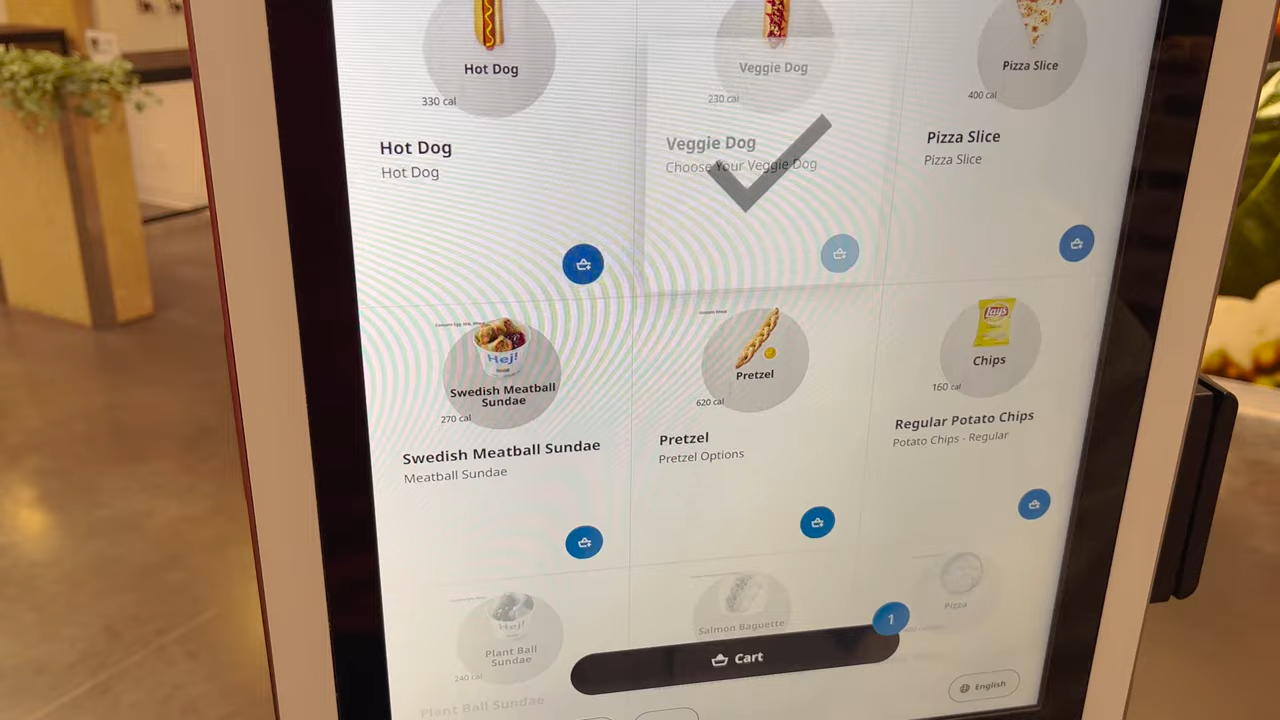 Hot Dog
330 cal
Hot Dog
Hot Dog
Veggie Dog
230 cal
Veggie Dog
Choose Your Veggie Dog
Pizza Slice
400 cal
Pizza Slice
Pizza Slice
Hej!
Swedish Meatball
Sundae
270 cal
Swedish Meatball Sundae
Meatball Sundae
Pretzel
620 cal
Pretzel
Pretzel Options
Lay's
Chips
160 cal
Regular Potato Chips
Potato Chips - Regular
Hej!
Plant Ball
Sundae
240 cal
Plant Ball Sundae
Salmon Baguette
Pizza
1
Cart
English